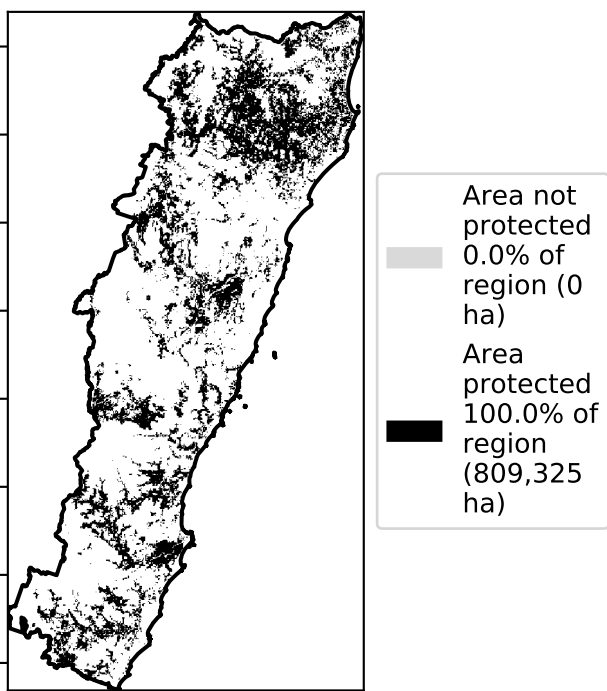 Area not
protected
0.0% of
region (0
ha)
Area
protected
100.0% of
region
(809,325
ha)